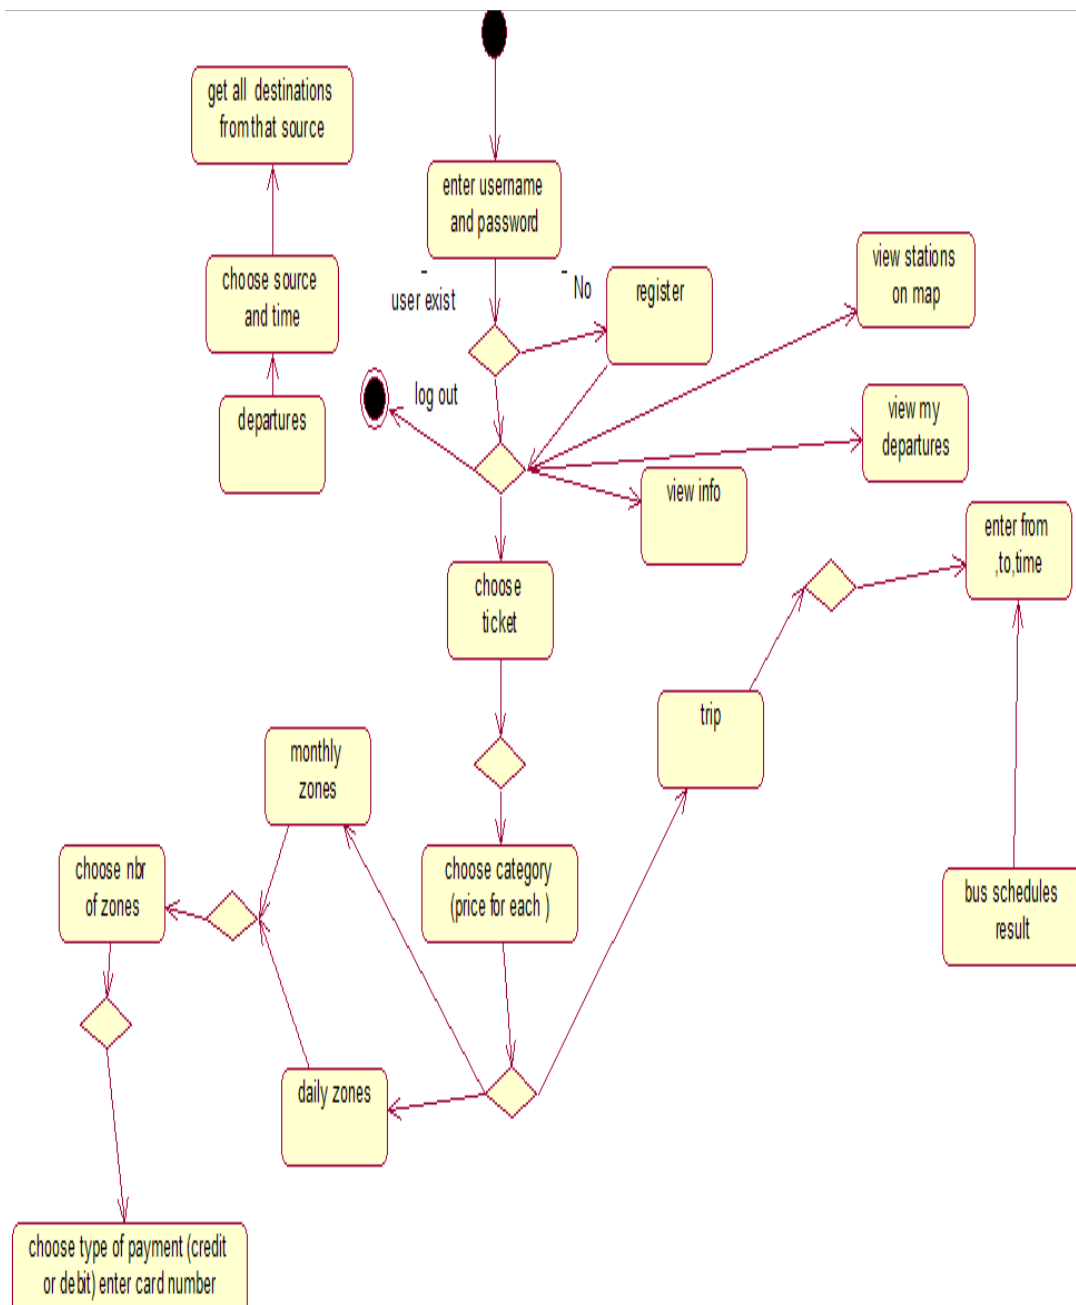 get all destinations
from that source
enter username
and password
choose source
and time
user exist
No
register
view stations
on map
departures
log out
view my
departures
view info
enter from
,to,time
choose
ticket
trip
monthly
zones
choose nbr
of zones
choose category
(price for each )
bus schedules
result
daily zones
choose type of payment (credit
or debit) enter card number